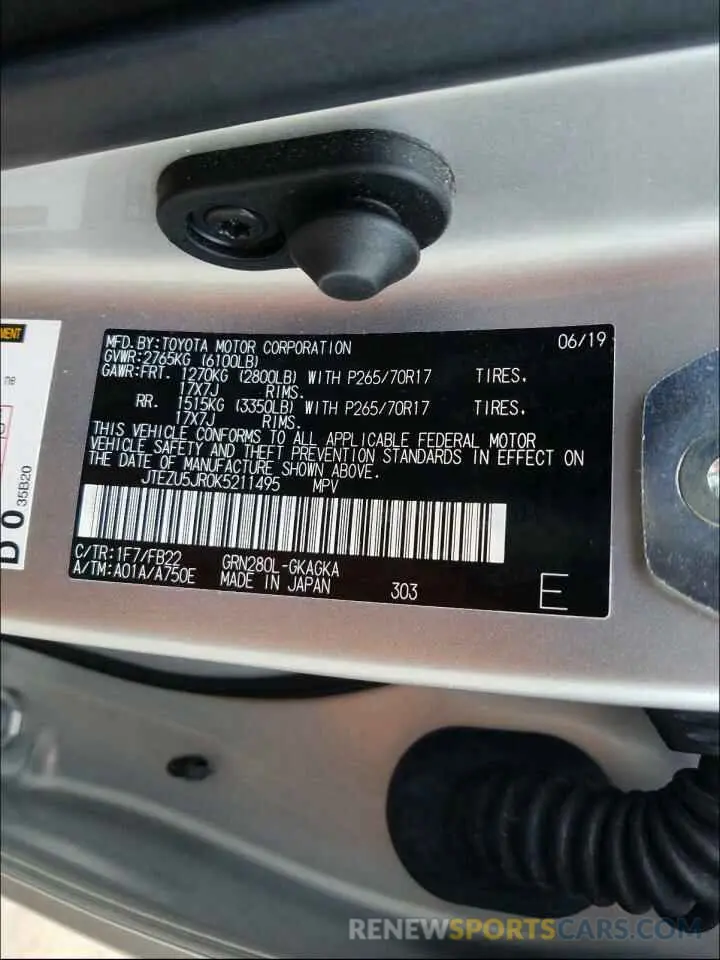 MENT
ne
35B20
D 0
MFD. BY: TOYOTA MOTOR CORPORATION 06/19
GVWR: 2765KG (6100LB)
GAWR: FRT. 1270KG (2800LB) WITH P265/70R17 TIRES,
17X7J RIMS.
RR. 1515KG (3350LB) WITH P265/70R17 TIRES,
17X7J RIMS.
THIS VEHICLE CONFORMS TO ALL APPLICABLE FEDERAL MOTOR
VEHICLE SAFETY AND THEFT PREVENTION STANDARDS IN EFFECT ON
THE DATE OF MANUFACTURE SHOWN ABOVE.
JTEZU5JR0K5211495 MPV
C/TR: 1F7/FB22 GRN280L-GKAGKA
A/TM: A01A/A750E MADE IN JAPAN 303 E
RENEWSPORTSCARS.COM